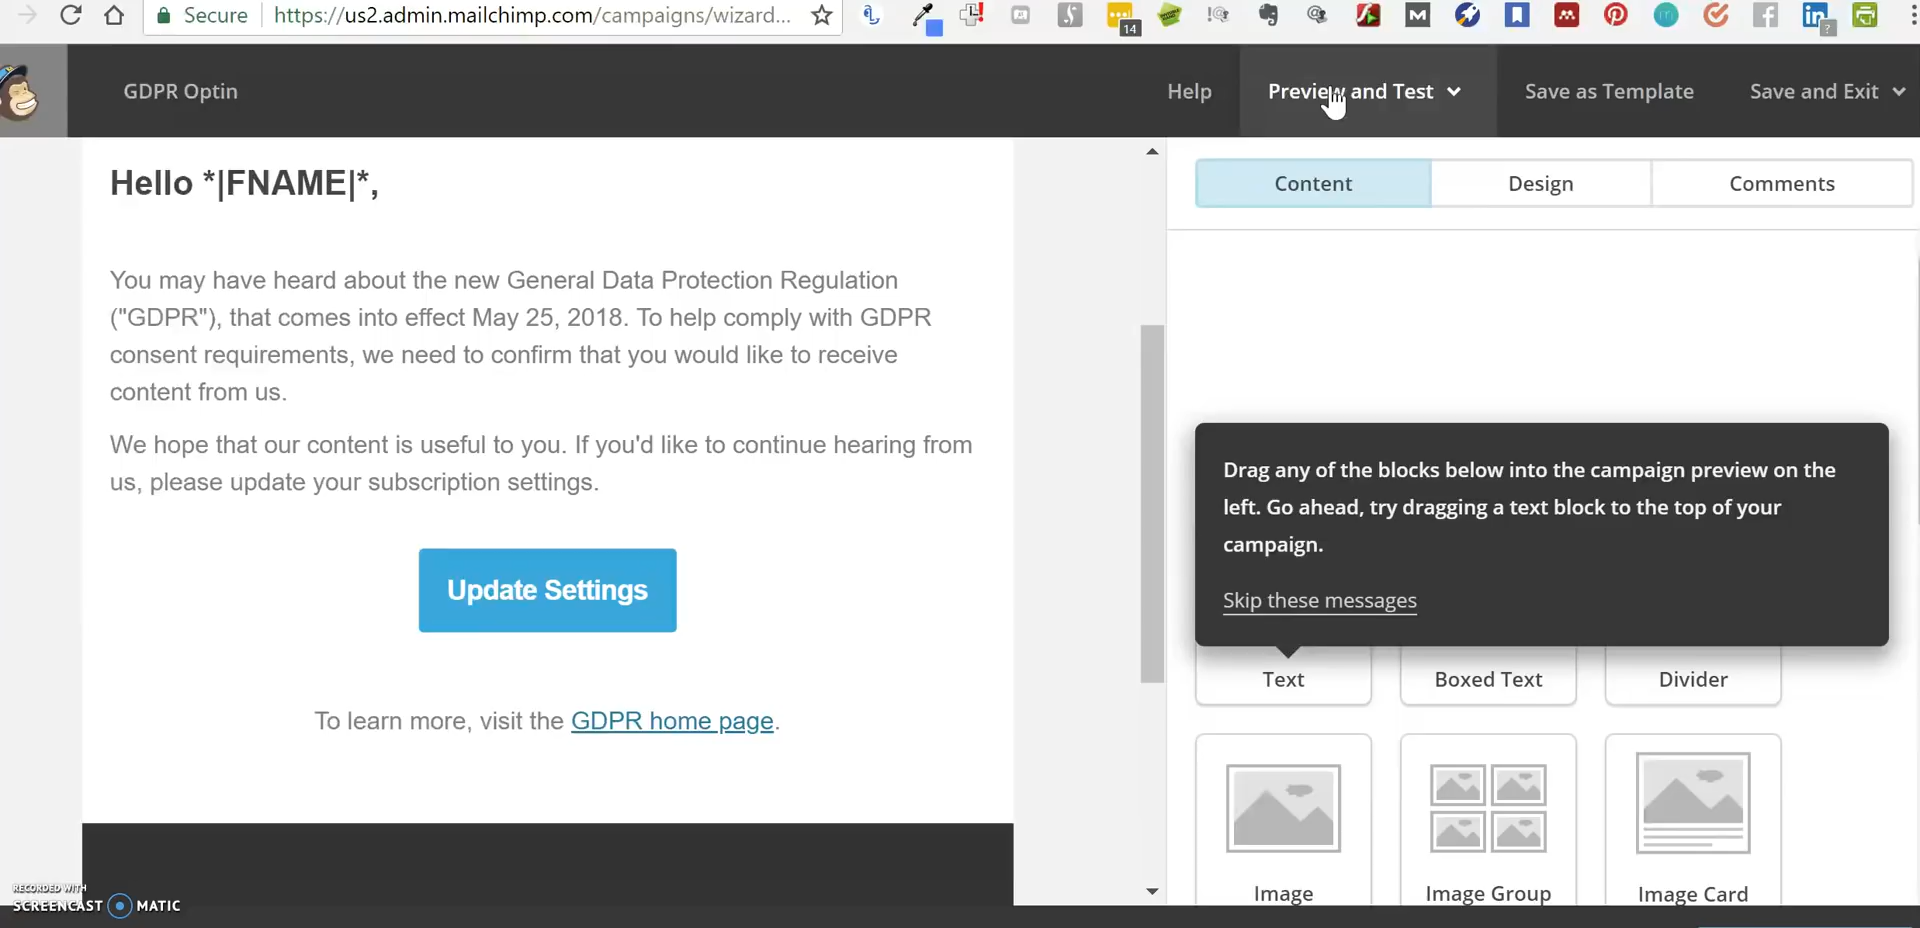 Secure
https://us2.admin.mailchimp.com/campaigns/wizard...
14
?
GDPR Optin
Help
Preview and Test
Save as Template
Save and Exit
Hello *|FNAME|*,
You may have heard about the new General Data Protection Regulation
("GDPR"), that comes into effect May 25, 2018. To help comply with GDPR
consent requirements, we need to confirm that you would like to receive
content from us.
We hope that our content is useful to you. If you'd like to continue hearing from
us, please update your subscription settings.
Update Settings
To learn more, visit the GDPR home page.
Content
Design
Comments
Drag any of the blocks below into the campaign preview on the
left. Go ahead, try dragging a text block to the top of your
campaign.
Skip these messages
Text
Boxed Text
Divider
Image
Image Group
Image Card
RECORDED WITH
SCREENCAST MATIC